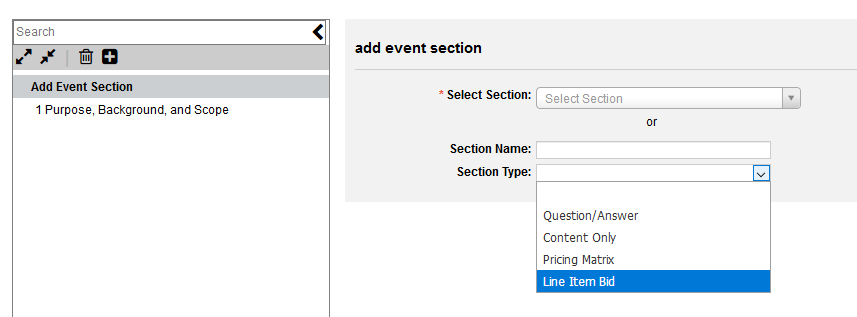 Search
Add Event Section
1 Purpose, Background, and Scope
add event section
* Select Section: Select Section
or
Section Name:
Section Type:
Question/Answer
Content Only
Pricing Matrix
Line Item Bid